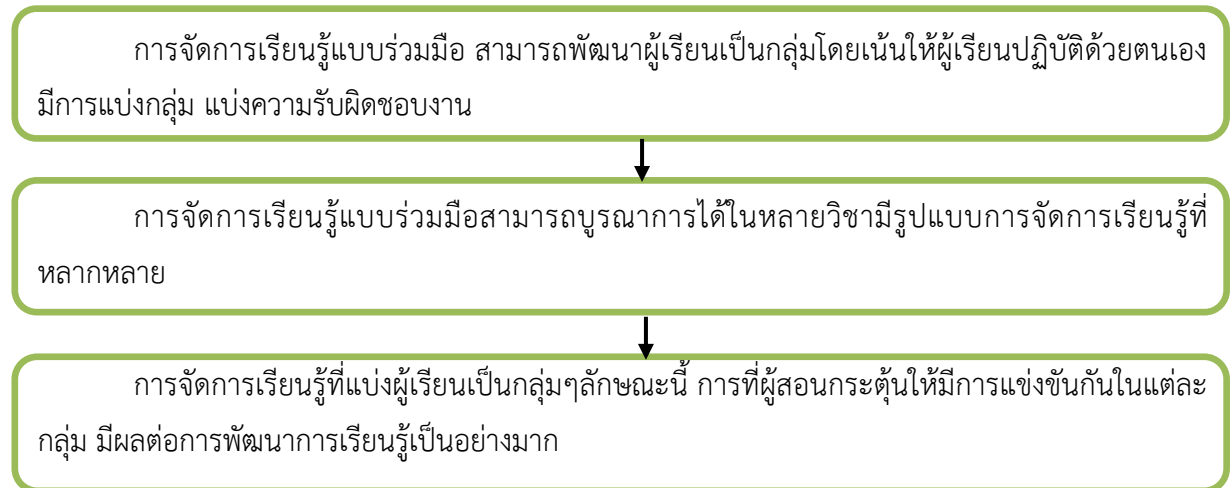 การจัดการเรียนรู้แบบร่วมมือ สามารถพัฒนาผู้เรียนเป็นกลุ่มโดยเน้นให้ผู้เรียนปฏิบัติด้วยตนเอง
มีการแบ่งกลุ่ม แบ่งความรับผิดชอบงาน
การจัดการเรียนรู้แบบร่วมมือสามารถบูรณาการได้ในหลายวิชามีรูปแบบการจัดการเรียนรู้ที่
หลากหลาย
การจัดการเรียนรู้ที่แบ่งผู้เรียนเป็นกลุ่มๆลักษณะนี้ การที่ผู้สอนกระตุ้นให้มีการแข่งขันกันในแต่ละ
กลุ่ม มีผลต่อการพัฒนาการเรียนรู้เป็นอย่างมาก